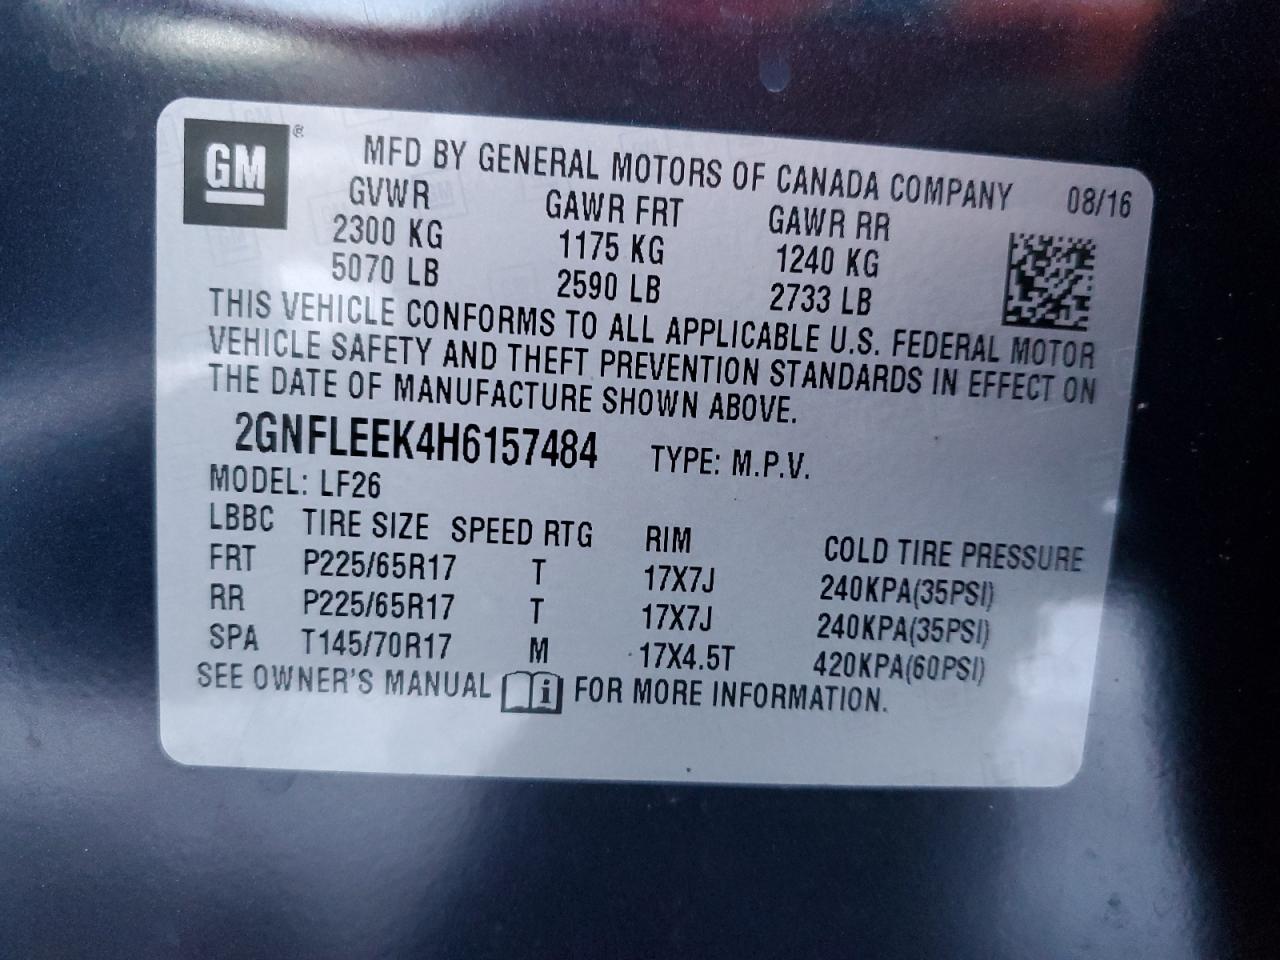 GM ®
MFD BY GENERAL MOTORS OF CANADA COMPANY 08/16
GVWR GAWR FRT GAWR RR
2300 KG 1175 KG 1240 KG
5070 LB 2590 LB 2733 LB
THIS VEHICLE CONFORMS TO ALL APPLICABLE U.S. FEDERAL MOTOR
VEHICLE SAFETY AND THEFT PREVENTION STANDARDS IN EFFECT ON
THE DATE OF MANUFACTURE SHOWN ABOVE.
2GNFLEEK4H6157484 TYPE: M.P.V.
MODEL: LF26
LBBC TIRE SIZE SPEED RTG RIM COLD TIRE PRESSURE
FRT P225/65R17 T 17X7J 240KPA(35PSI)
RR P225/65R17 T 17X7J 240KPA(35PSI)
SPA T145/70R17 M 17X4.5T 420KPA(60PSI)
SEE OWNER'S MANUAL i FOR MORE INFORMATION.